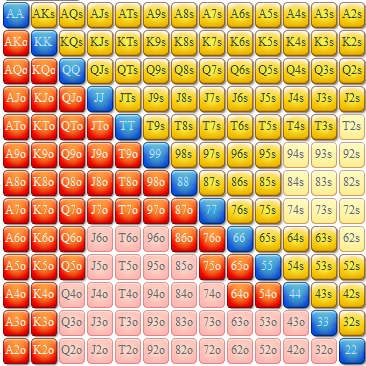 AA AKs AQs AJs ATs A9s A8s A7s A6s A5s A4s A3s A2s
AKo KK KQs KJs KTs K9s K8s K7s K6s K5s K4s K3s K2s
AQo KQo QQ QJs QTs Q9s Q8s Q7s Q6s Q5s Q4s Q3s Q2s
AJo KJo QJo JJ JTs J9s J8s J7s J6s J5s J4s J3s J2s
ATo KTo QTo JTo TT T9s T8s T7s T6s T5s T4s T3s T2s
A9o K9o Q9o J9o T9o 99 98s 97s 96s 95s 94s 93s 92s
A8o K8o Q8o J8o T8o 98o 88 87s 86s 85s 84s 83s 82s
A7o K7o Q7o J7o T7o 97o 87o 77 76s 75s 74s 73s 72s
A6o K6o Q6o J6o T6o 96o 86o 76o 66 65s 64s 63s 62s
A5o K5o Q5o J5o T5o 95o 85o 75o 65o 55 54s 53s 52s
A4o K4o Q4o J4o T4o 94o 84o 74o 64o 54o 44 43s 42s
A3o K3o Q3o J3o T3o 93o 83o 73o 63o 53o 43o 33 32s
A2o K2o Q2o J2o T2o 92o 82o 72o 62o 52o 42o 32o 22